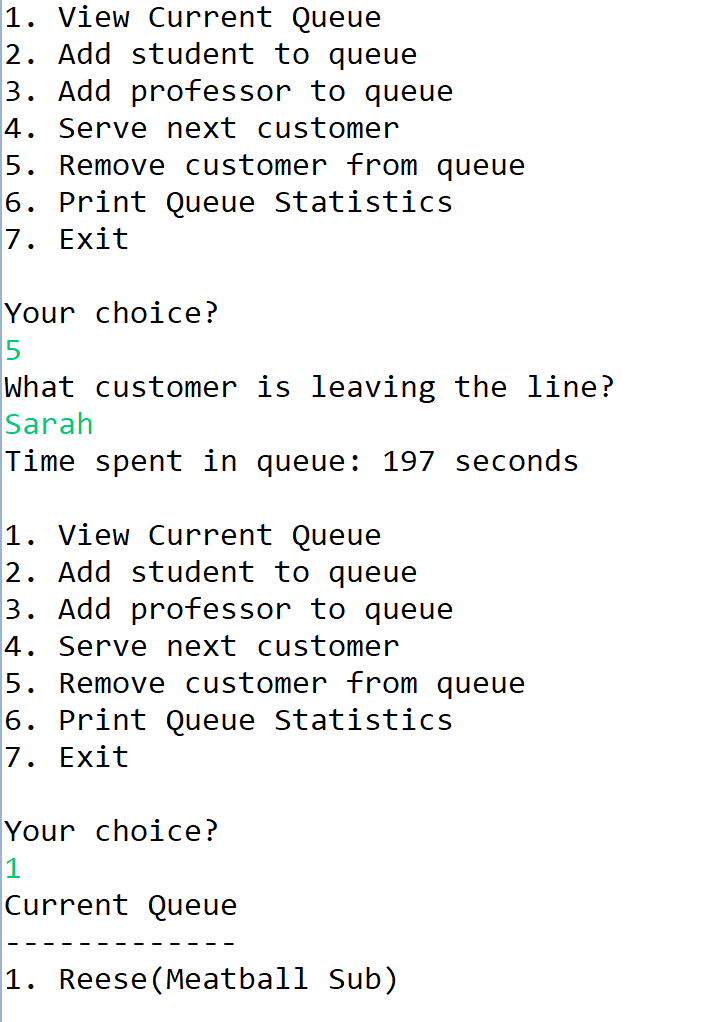 1. View Current Queue
2. Add student to queue
3. Add professor to queue
4. Serve next customer
5. Remove customer from queue
6. Print Queue Statistics
7. Exit
Your choice?
5
What customer is leaving the line?
Sarah
Time spent in queue: 197 seconds
1. View Current Queue
2. Add student to queue
3. Add professor to queue
4. Serve next customer
5. Remove customer from queue
6. Print Queue Statistics
7. Exit
Your choice?
1
Current Queue
-------------
1. Reese(Meatball Sub)